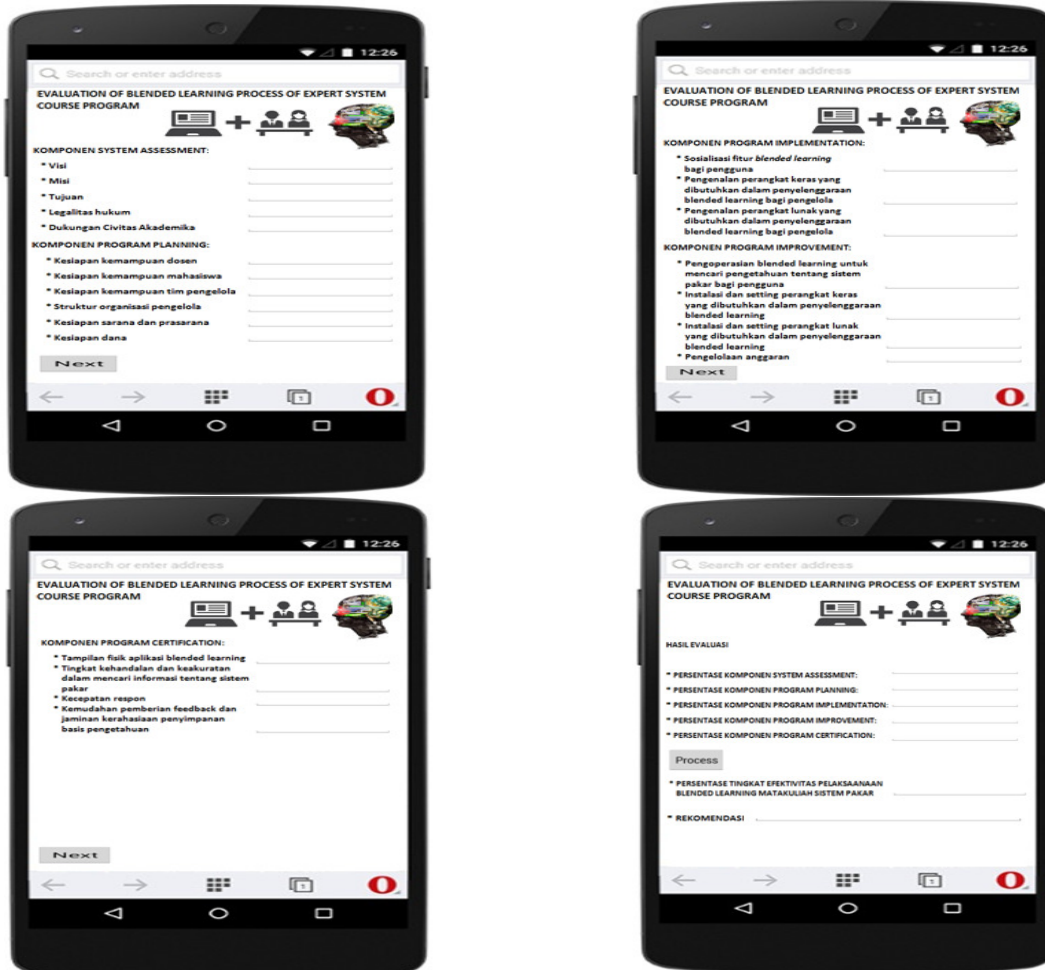 12:26
Search or enter address
EVALUATION OF BLENDED LEARNING PROCESS OF EXPERT SYSTEM
COURSE PROGRAM
KOMPONEN SYSTEM ASSESSMENT:
* Visi
* Misi
* Tujuan
* Legalitas hukum
* Dukungan Civitas Akademika
KOMPONEN PROGRAM PLANNING:
* Kesiapan kemampuan dosen
* Kesiapan kemampuan mahasiswa
* Kesiapan kemampuan tim pengelola
* Struktur organisasi pengelola
* Kesiapan sarana dan prasarana
* Kesiapan dana
Next
1
12:26
Search or enter address
EVALUATION OF BLENDED LEARNING PROCESS OF EXPERT SYSTEM
COURSE PROGRAM
KOMPONEN PROGRAM IMPLEMENTATION:
* Sosialisasi fitur blended learning
bagi pengguna
* Pengenalan perangkat keras yang
dibutuhkan dalam penyelenggaraan
blended learning bagi pengelola
* Pengenalan perangkat lunak yang
dibutuhkan dalam penyelenggaraan
blended learning bagi pengelola
KOMPONEN PROGRAM IMPROVEMENT:
* Pengoperasian blended learning untuk
mencari pengetahuan tentang sistem
pakar bagi pengguna
* Instalasi dan setting perangkat keras
yang dibutuhkan dalam penyelenggaraan
blended learning
* Instalasi dan setting perangkat lunak
yang dibutuhkan dalam penyelenggaraan
blended learning
* Pengelolaan anggaran
Next
1
12:26
Search or enter address
EVALUATION OF BLENDED LEARNING PROCESS OF EXPERT SYSTEM
COURSE PROGRAM
KOMPONEN PROGRAM CERTIFICATION:
* Tampilan fisik aplikasi blended learning
* Tingkat kehandalan dan keakuratan
dalam mencari informasi tentang sistem
pakar
* Kecepatan respon
* Kemudahan pemberian feedback dan
jaminan kerahasiaan penyimpanan
basis pengetahuan
Next
1
12:26
Search or enter address
EVALUATION OF BLENDED LEARNING PROCESS OF EXPERT SYSTEM
COURSE PROGRAM
HASIL EVALUASI
* PERSENTASE KOMPONEN SYSTEM ASSESSMENT:
* PERSENTASE KOMPONEN PROGRAM PLANNING:
* PERSENTASE KOMPONEN PROGRAM IMPLEMENTATION:
* PERSENTASE KOMPONEN PROGRAM IMPROVEMENT:
* PERSENTASE KOMPONEN PROGRAM CERTIFICATION:
Process
* PERSENTASE TINGKAT EFEKTIVITAS PELAKSAANAAN
BLENDED LEARNING MATAKULIAH SISTEM PAKAR
* REKOMENDASI
1